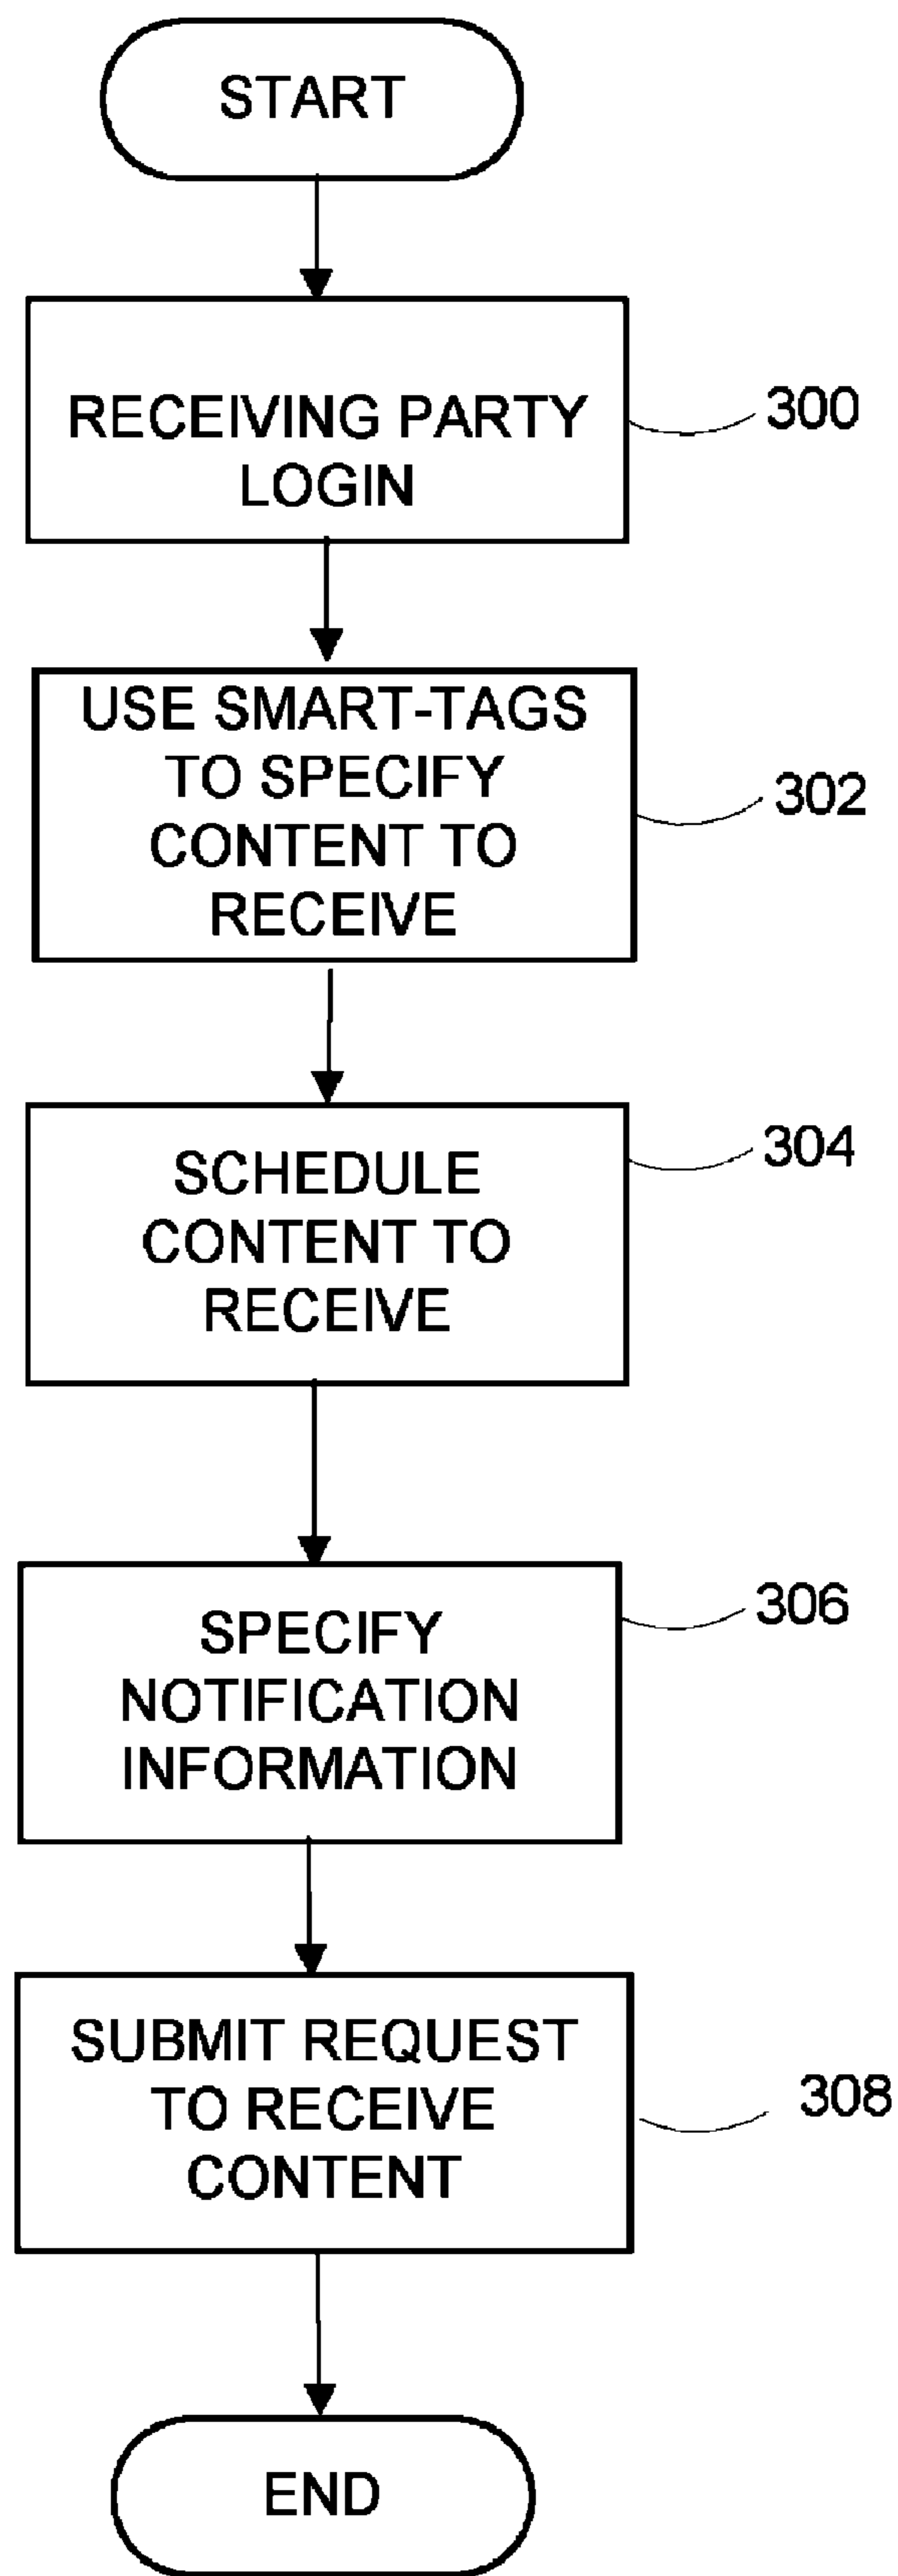 START
RECEIVING PARTY
LOGIN
300
USE SMART-TAGS
TO SPECIFY
CONTENT TO
RECEIVE
302
SCHEDULE
CONTENT TO
RECEIVE
304
SPECIFY
NOTIFICATION
INFORMATION
306
SUBMIT REQUEST
TO RECEIVE
CONTENT
308
END